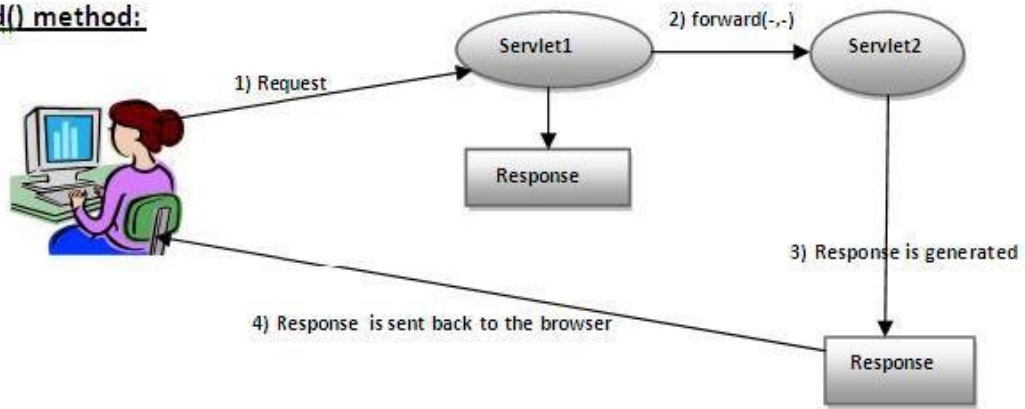 method:
1) Request
Servlet1
2) forward(-,-)
Servlet2
Response
3) Response is generated
4) Response is sent back to the browser
Response